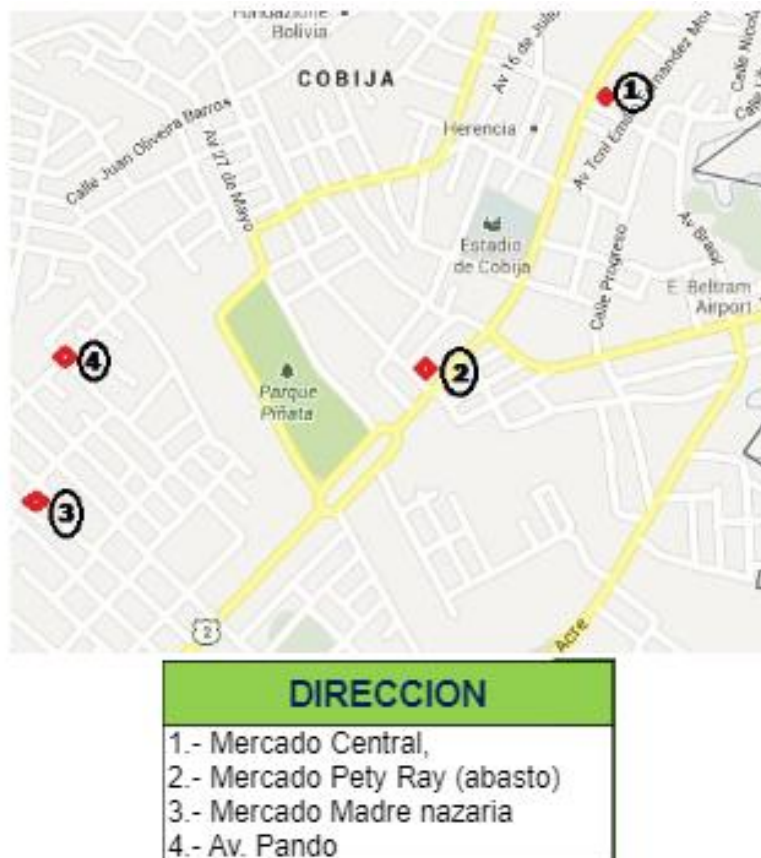 Fundazione
Bolivia
COBIJA
Av 16 de Julio
Calle Juan Oliveira Barros
Av 27 de Mayo
Herencia
1
Estadio
de Cobija
Calle Progreso
Av Brasil
E. Beltram
Airport
4
Parque
Piñata
2
3
2
Acre
DIRECCION
1.- Mercado Central,
2.- Mercado Pety Ray (abasto)
3.- Mercado Madre nazaria
4.- Av. Pando